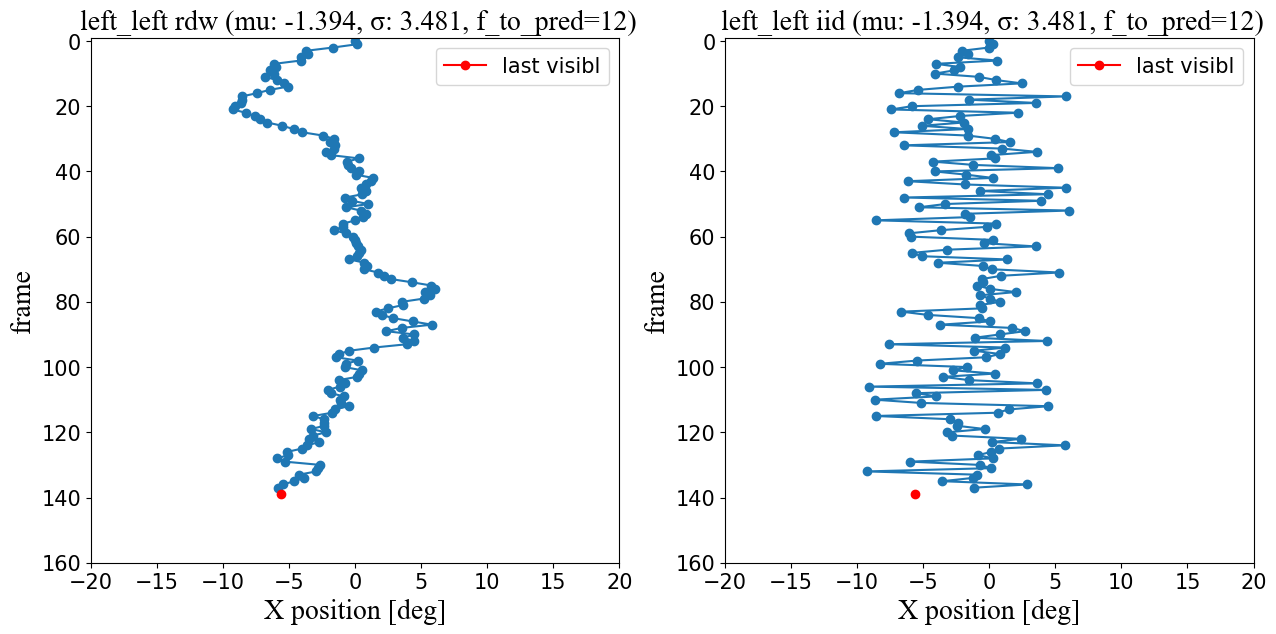 left_left rdw (mu: -1.394, σ: 3.481, f_to_pred=12)
last visibl
0
20
40
60
80
100
120
140
160
frame
−20 −15 −10 −5 0 5 10 15 20
X position [deg]
left_left iid (mu: -1.394, σ: 3.481, f_to_pred=12)
last visibl
0
20
40
60
80
100
120
140
160
frame
−20 −15 −10 −5 0 5 10 15 20
X position [deg]